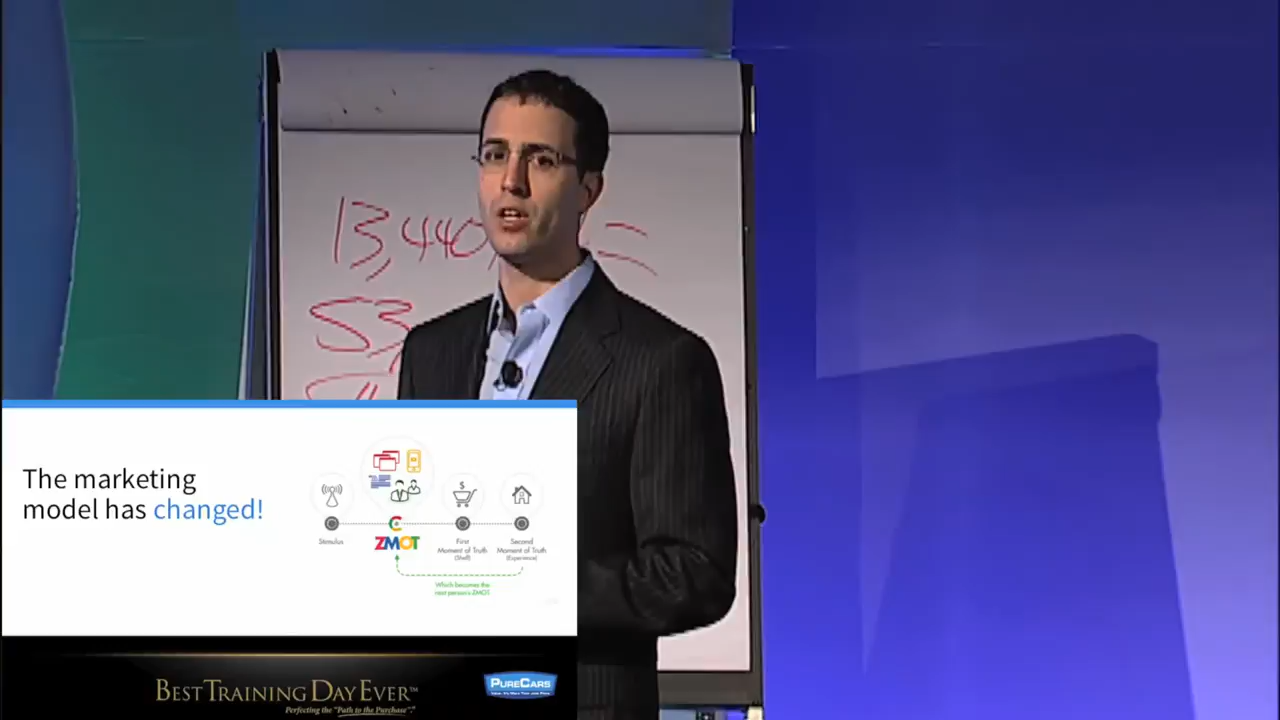 13,440
=
53,
The marketing
model has changed!
Stimulus
ZMOT
First
Moment of Truth
(Shelf)
Second
Moment of Truth
(Experience)
Which becomes the
next person's ZMOT
BEST TRAINING DAY EVER™
Perfecting the "Path to the Purchase".™
PURECARS